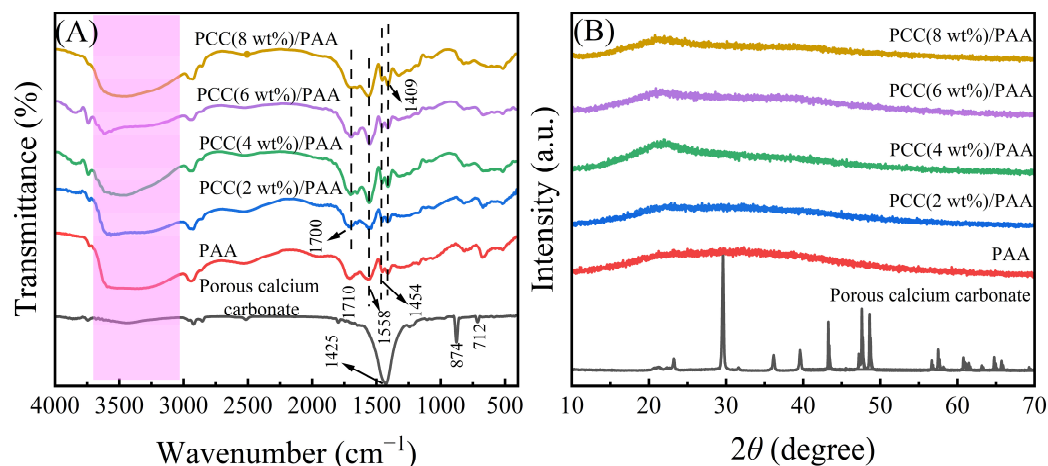 (A)
PCC(8 wt%)/PAA
1409
PCC(6 wt%)/PAA
PCC(4 wt%)/PAA
PCC(2 wt%)/PAA
1700
PAA
Porous calcium
carbonate
1710
1558
1454
1425
874
712
4000 3500 3000 2500 2000 1500 1000 500
Wavenumber (cm⁻¹)
Transmittance (%)
(B)
PCC(8 wt%)/PAA
PCC(6 wt%)/PAA
PCC(4 wt%)/PAA
PCC(2 wt%)/PAA
PAA
Porous calcium carbonate
10 20 30 40 50 60 70
2θ (degree)
Intensity (a.u.)